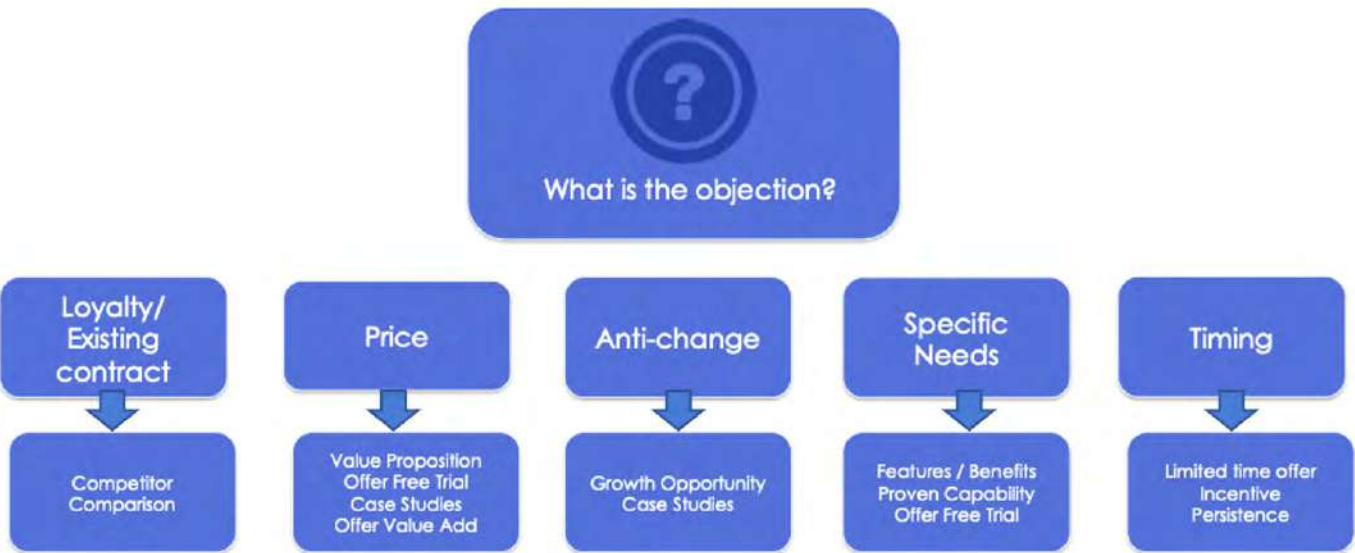 ?
What is the objection?
Loyalty/
Existing
contract
Price
Anti-change
Specific
Needs
Timing
Competitor
Comparison
Value Proposition
Offer Free Trial
Case Studies
Offer Value Add
Growth Opportunity
Case Studies
Features / Benefits
Proven Capability
Offer Free Trial
Limited time offer
Incentive
Persistence